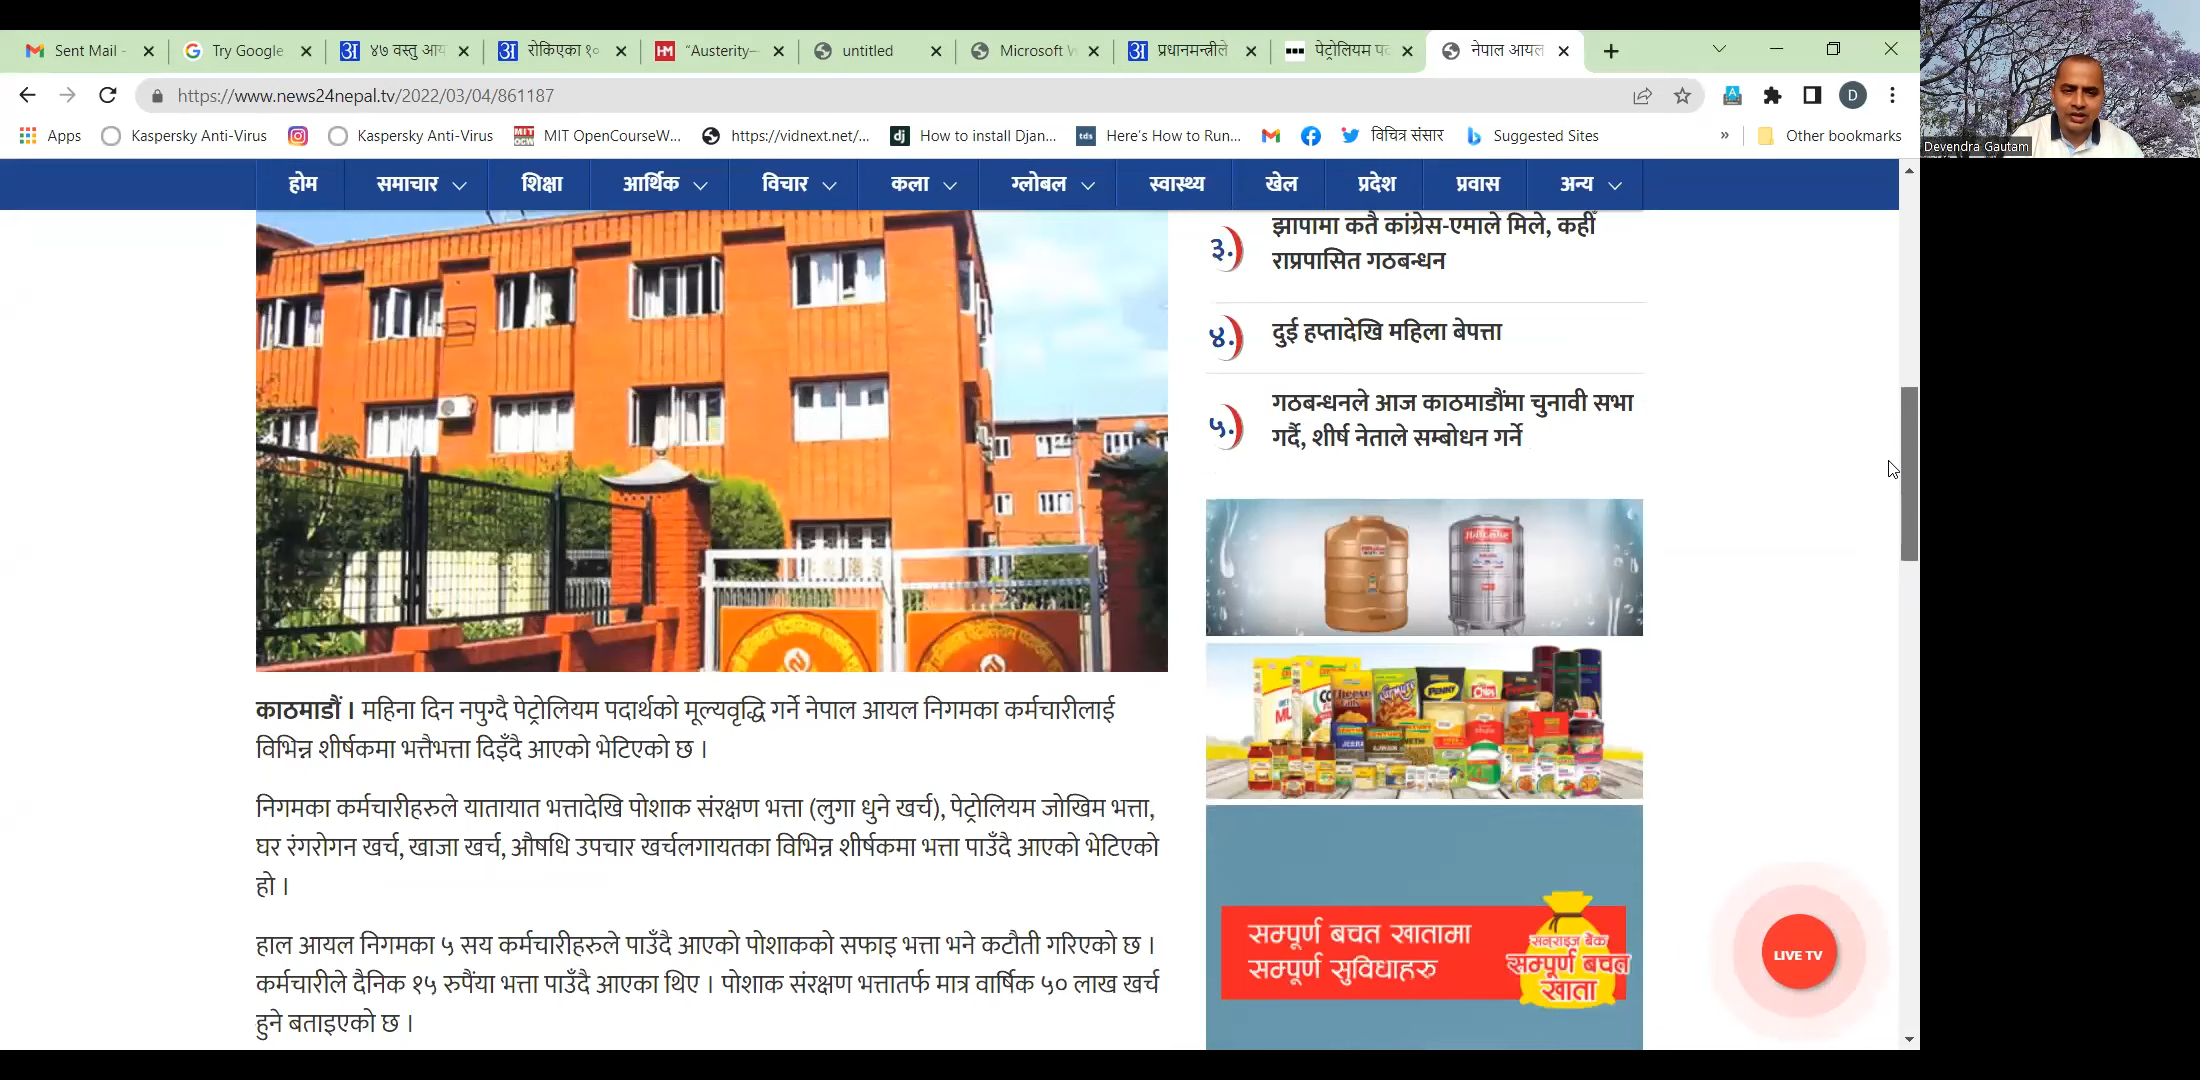 Sent Mail -
Try Google
४७ वस्तु आय
रोकिएका १०
“Austerity–
untitled
Microsoft W
प्रधानमन्त्रीले
पेट्रोलियम पद
नेपाल आयल
https://www.news24nepal.tv/2022/03/04/861187
D
Apps
Kaspersky Anti-Virus
Kaspersky Anti-Virus
MIT OpenCourseW...
https://vidnext.net/...
How to install Djan...
Here's How to Run...
विचित्र संसार
Suggested Sites
»
Other bookmarks
Devendra Gautam
होम
समाचार
शिक्षा
आर्थिक
विचार
कला
ग्लोबल
स्वास्थ्य
खेल
प्रदेश
प्रवास
अन्य
३.
झापामा कतै कांग्रेस-एमाले मिले, कहीँ
राप्रपासित गठबन्धन
४.
दुई हप्तादेखि महिला बेपत्ता
५.
गठबन्धनले आज काठमाडौंमा चुनावी सभा
गर्दै, शीर्ष नेताले सम्बोधन गर्ने
काठमाडौं । महिना दिन नपुग्दै पेट्रोलियम पदार्थको मूल्यवृद्धि गर्ने नेपाल आयल निगमका कर्मचारीलाई
विभिन्न शीर्षकमा भत्तैभत्ता दिइँदै आएको भेटिएको छ ।
निगमका कर्मचारीहरुले यातायात भत्तादेखि पोशाक संरक्षण भत्ता (लुगा धुने खर्च), पेट्रोलियम जोखिम भत्ता,
घर रंगरोगन खर्च, खाजा खर्च, औषधि उपचार खर्चलगायतका विभिन्न शीर्षकमा भत्ता पाउँदै आएको भेटिएको
हो ।
हाल आयल निगमका ५ सय कर्मचारीहरुले पाउँदै आएको पोशाकको सफाइ भत्ता भने कटौती गरिएको छ ।
कर्मचारीले दैनिक १५ रुपैंया भत्ता पाउँदै आएका थिए । पोशाक संरक्षण भत्तातर्फ मात्र वार्षिक ५० लाख खर्च
हुने बताइएको छ ।
PENNY
CHIPS
JEERA
सम्पूर्ण बचत खातामा
सम्पूर्ण सुविधाहरु
सनराइज बैंक
सम्पूर्ण बचत
खाता
LIVE TV